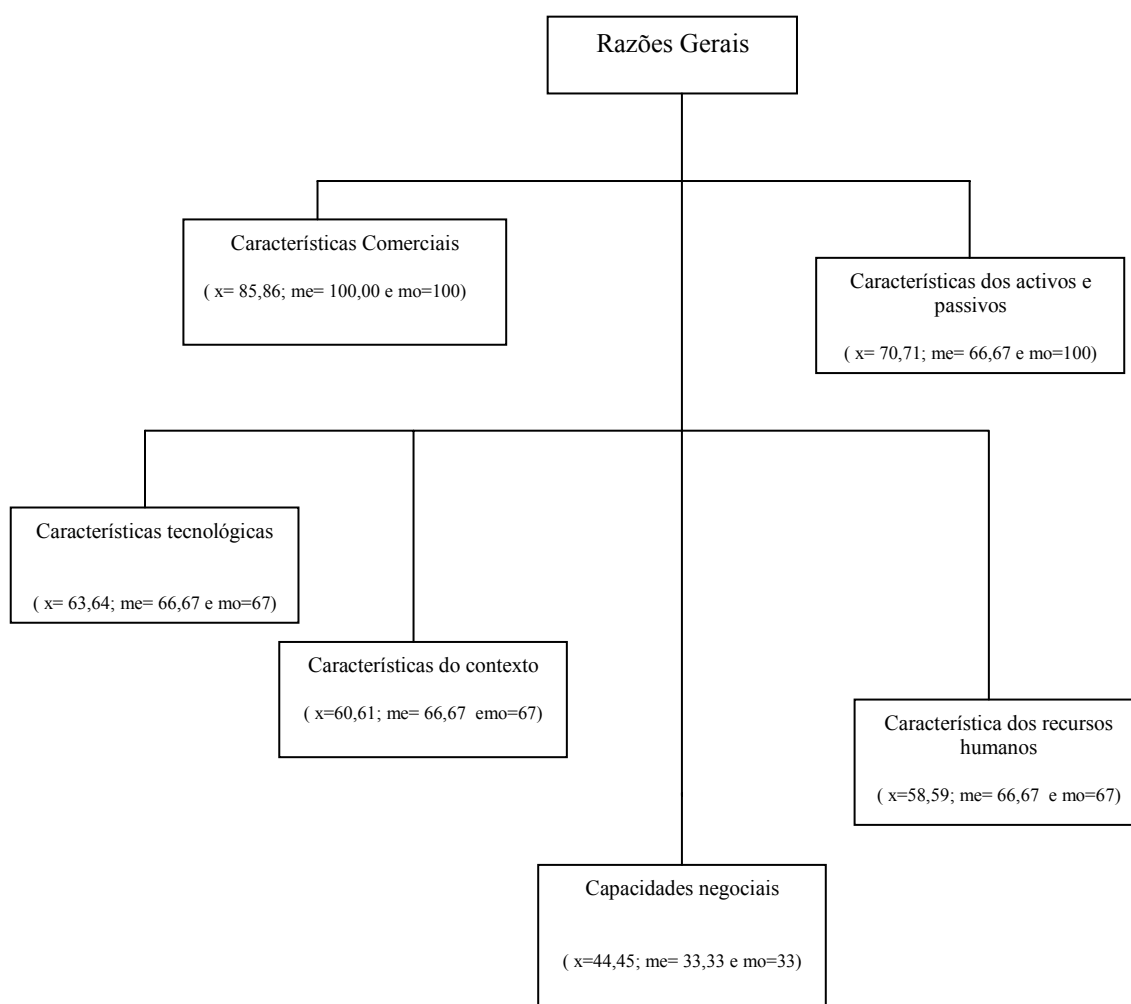 Razões Gerais
Características Comerciais
( x= 85,86; me= 100,00 e mo=100)
Características dos activos e
passivos
( x= 70,71; me= 66,67 e mo=100)
Características tecnológicas
( x= 63,64; me= 66,67 e mo=67)
Características do contexto
( x=60,61; me= 66,67 emo=67)
Característica dos recursos
humanos
( x=58,59; me= 66,67 e mo=67)
Capacidades negociais
( x=44,45; me= 33,33 e mo=33)